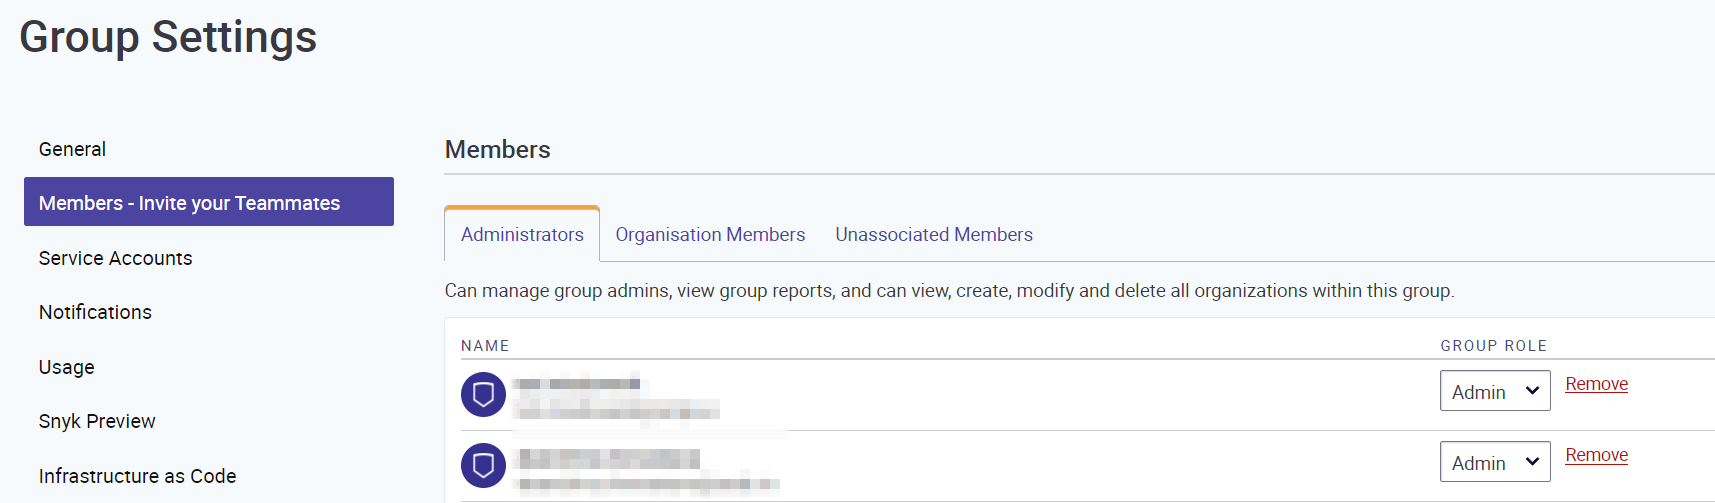 Group Settings
General
Members - Invite your Teammates
Service Accounts
Notifications
Usage
Snyk Preview
Infrastructure as Code
Members
Administrators Organisation Members Unassociated Members
Can manage group admins, view group reports, and can view, create, modify and delete all organizations within this group.
NAME GROUP ROLE
Admin Remove
Admin Remove